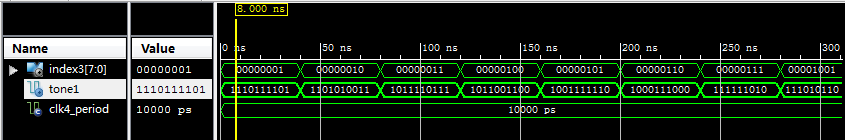 8.000 ns
Name Value 0 ns 50 ns 100 ns 150 ns 200 ns 250 ns 300
index3[7:0] 00000001 00000001 00000010 00000011 00000100 00000101 00000110 00000111 00001001
tone1 1110111101 1110111101 1101010011 1011110111 1011001100 1001111110 1000111000 111111010 111010110
clk4_period 10000 ps 10000 ps